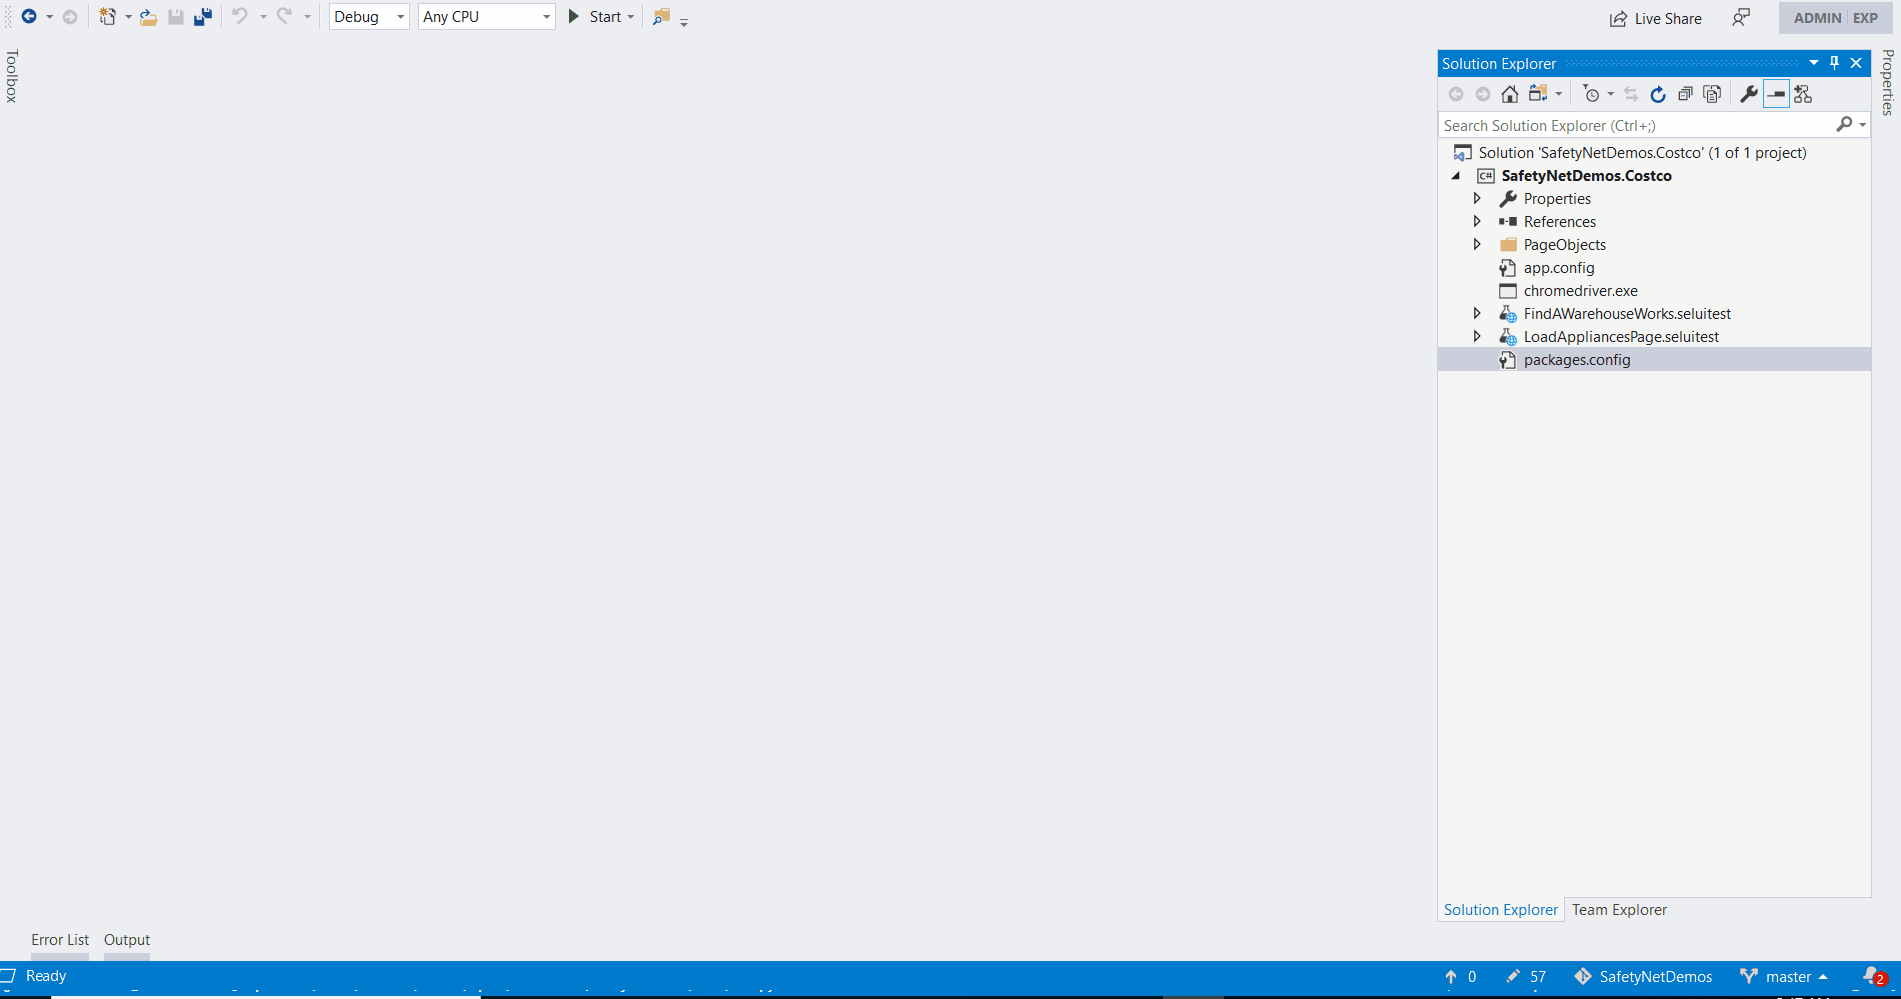 Debug
Any CPU
Start
Live Share
ADMIN EXP
Toolbox
Properties
Solution Explorer
Search Solution Explorer (Ctrl+;)
Solution 'SafetyNetDemos.Costco' (1 of 1 project)
C# SafetyNetDemos.Costco
Properties
References
PageObjects
app.config
chromedriver.exe
FindAWarehouseWorks.seluitest
LoadAppliancesPage.seluitest
packages.config
Solution Explorer
Team Explorer
Error List
Output
Ready
0
57
SafetyNetDemos
master
2